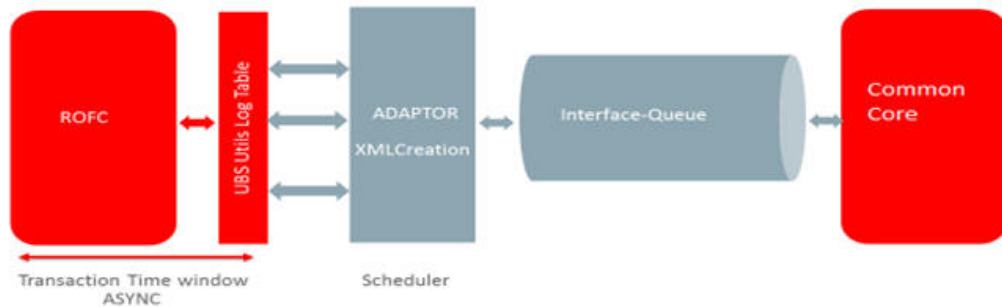 ROFC
UBS Utils Log Table
ADAPTOR
XMLCreation
Interface-Queue
Common
Core
Transaction Time window
ASYNC
Scheduler